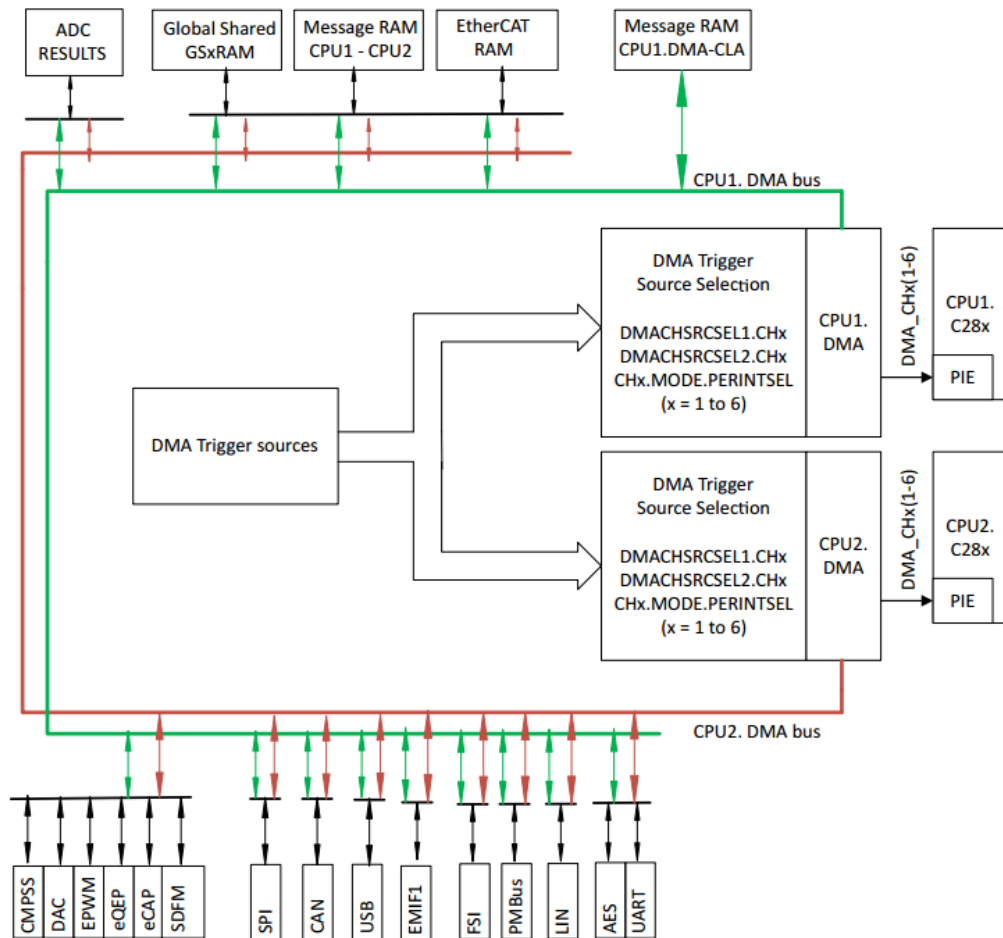 ADC
RESULTS
Global Shared
GSxRAM
Message RAM
CPU1 - CPU2
EtherCAT
RAM
Message RAM
CPU1.DMA-CLA
CPU1. DMA bus
DMA Trigger
Source Selection
DMACHSRCSEL1.CHx
DMACHSRCSEL2.CHx
CHx.MODE.PERINTSEL
(x = 1 to 6)
CPU1.
DMA
DMA_CHx(1-6)
CPU1.
C28x
PIE
DMA Trigger sources
DMA Trigger
Source Selection
DMACHSRCSEL1.CHx
DMACHSRCSEL2.CHx
CHx.MODE.PERINTSEL
(x = 1 to 6)
CPU2.
DMA
DMA_CHx(1-6)
CPU2.
C28x
PIE
CPU2. DMA bus
CMPSS
DAC
EPWM
eQEP
eCAP
SDFM
SPI
CAN
USB
EMIF1
FSI
PMBus
LIN
AES
UART